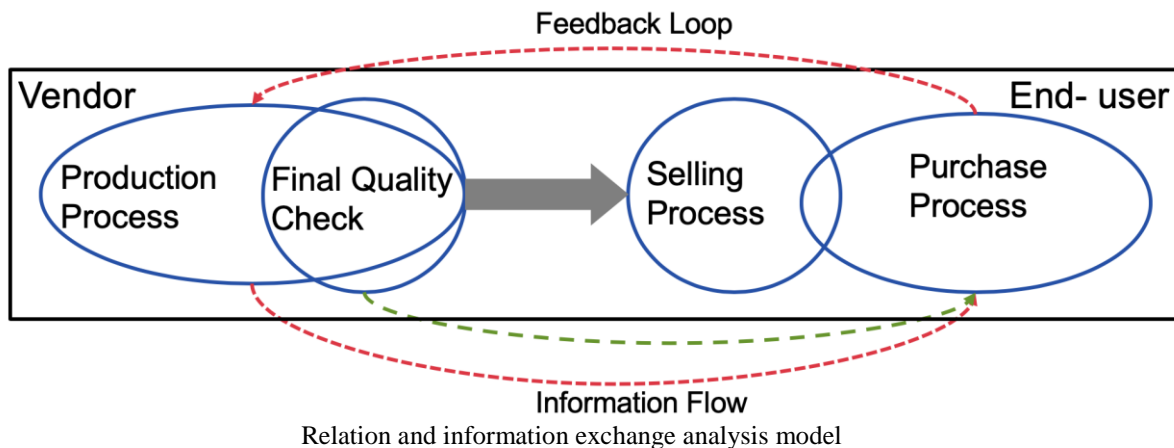 Feedback Loop
Vendor
End- user
Production
Process
Final Quality
Check
Selling
Process
Purchase
Process
Information Flow
Relation and information exchange analysis model